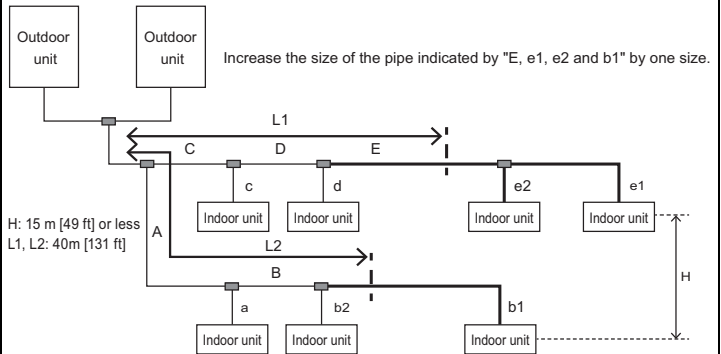 Outdoor
unit
Outdoor
unit
Increase the size of the pipe indicated by "E, e1, e2 and b1" by one size.
L1
C
D
E
c
d
e2
e1
Indoor unit
Indoor unit
Indoor unit
Indoor unit
H: 15 m [49 ft] or less
L1, L2: 40m [131 ft]
A
L2
H
B
a
b2
b1
Indoor unit
Indoor unit
Indoor unit